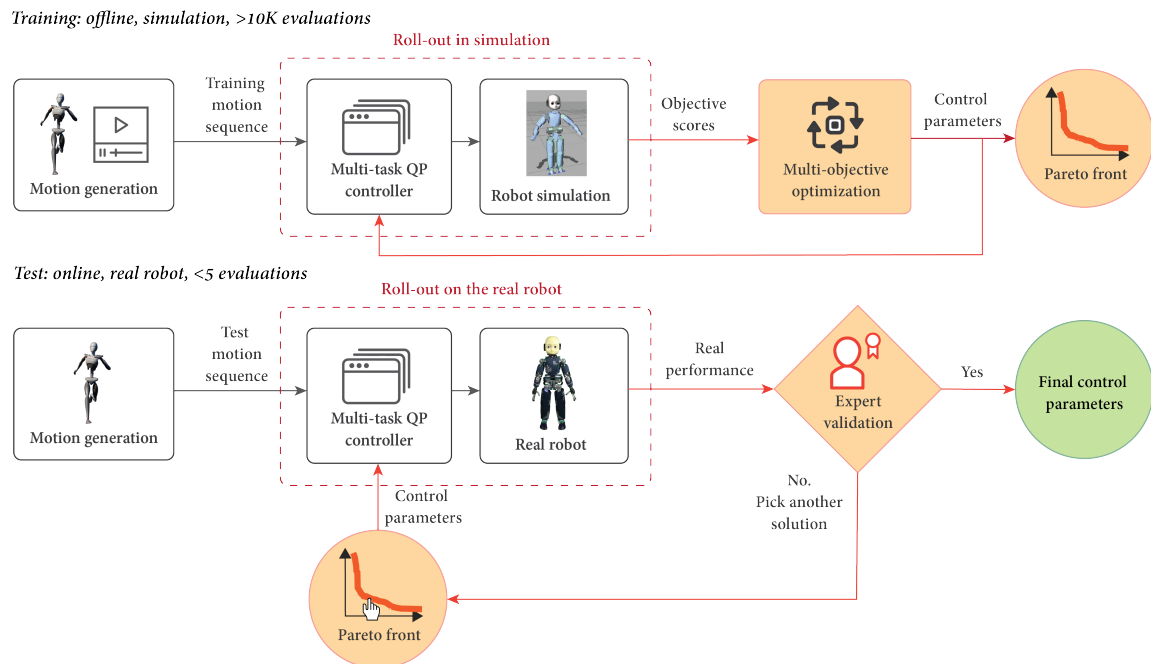 Training: offline, simulation, >10K evaluations
Roll-out in simulation
Training
motion
sequence
Motion generation
Multi-task QP
controller
Robot simulation
Objective
scores
Multi-objective
optimization
Control
parameters
Pareto front
Test: online, real robot, <5 evaluations
Roll-out on the real robot
Test
motion
sequence
Motion generation
Multi-task QP
controller
Real robot
Real
performance
Expert
validation
Yes
Final control
parameters
No.
Pick another
solution
Control
parameters
Pareto front